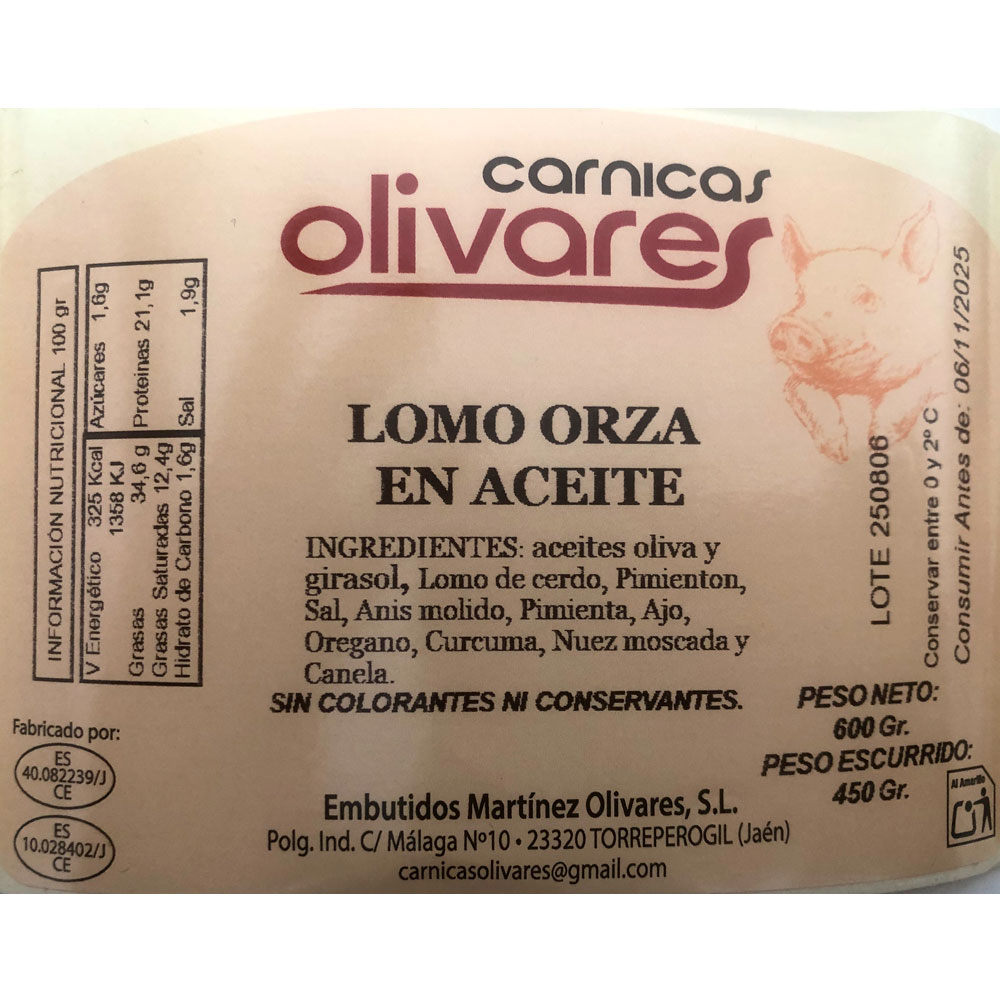 carnicas
olivares
INFORMACIÓN NUTRICIONAL 100 gr
V Energético 325 Kcal
1358 KJ
Grasas 34,6 g
Grasas Saturadas 12,4g
Hidrato de Carbono 1,6g
Azúcares 1,6g
Proteinas 21,1g
Sal 1,9g
LOMO ORZA
EN ACEITE
INGREDIENTES: aceites oliva y
girasol, Lomo de cerdo, Pimienton,
Sal, Anis molido, Pimienta, Ajo,
Oregano, Curcuma, Nuez moscada y
Canela.
SIN COLORANTES NI CONSERVANTES.
LOTE 250806
Conservar entre 0 y 2º C
Consumir Antes de: 06/11/2025
PESO NETO:
600 Gr.
PESO ESCURRIDO:
450 Gr.
Fabricado por:
ES
40.082239/J
CE
ES
10.028402/J
CE
Embutidos Martínez Olivares, S.L.
Polg. Ind. C/ Málaga Nº10 • 23320 TORREPEROGIL (Jaén)
carnicasolivares@gmail.com
Al Amarillo